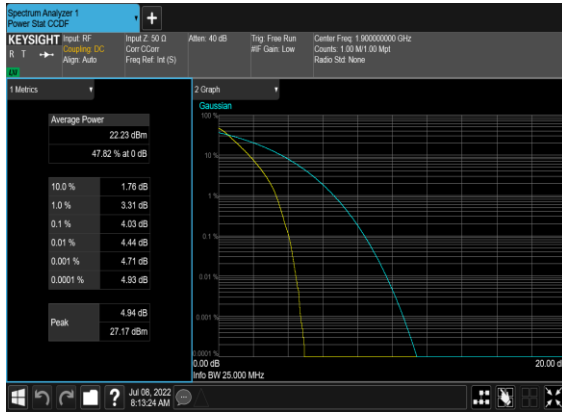 Spectrum Analyzer 1
Power Stat CCDF
KEYSIGHT
R T
LXI
Input: RF
Coupling: DC
Align: Auto
Input Z: 50 Ω
Corr CCorr
Freq Ref: Int (S)
Atten: 40 dB
Trig: Free Run
#IF Gain: Low
Center Freq: 1.900000000 GHz
Counts: 1.00 M/1.00 Mpt
Radio Std: None
1 Metrics
Average Power
22.23 dBm
47.82 % at 0 dB
10.0 % 1.76 dB
1.0 % 3.31 dB
0.1 % 4.03 dB
0.01 % 4.44 dB
0.001 % 4.71 dB
0.0001 % 4.93 dB
Peak
4.94 dB
27.17 dBm
2 Graph
Gaussian
100 %
10 %
1 %
0.1 %
0.01 %
0.001 %
0.0001 %
0.00 dB
20.00 d
Info BW 25.000 MHz
Jul 08, 2022
8:13:24 AM